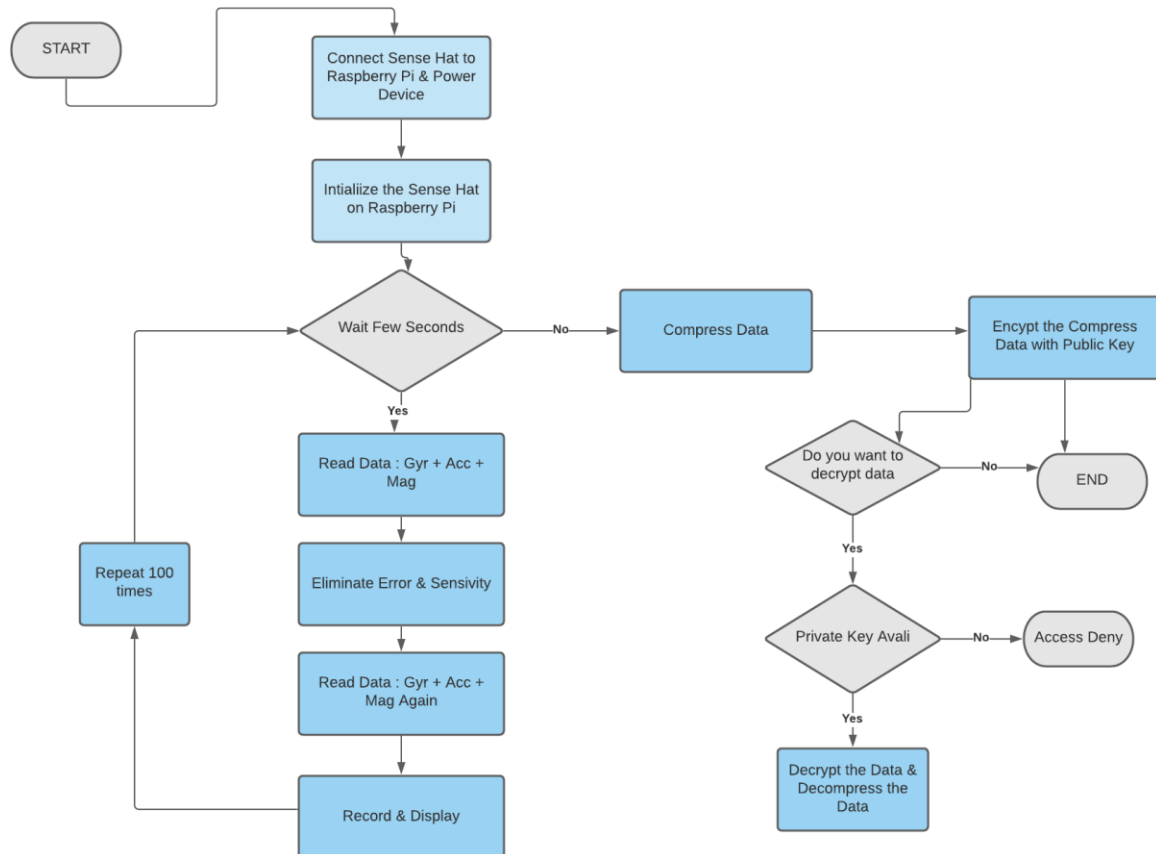 START
Connect Sense Hat to
Raspberry Pi & Power
Device
Intialiize the Sense Hat
on Raspberry Pi
Wait Few Seconds
No
Compress Data
Encypt the Compress
Data with Public Key
Yes
Read Data : Gyr + Acc +
Mag
Do you want to
decrypt data
No
END
Repeat 100
times
Eliminate Error & Sensivity
Yes
Read Data : Gyr + Acc +
Mag Again
Private Key Avali
No
Access Deny
Yes
Record & Display
Decrypt the Data &
Decompress the
Data